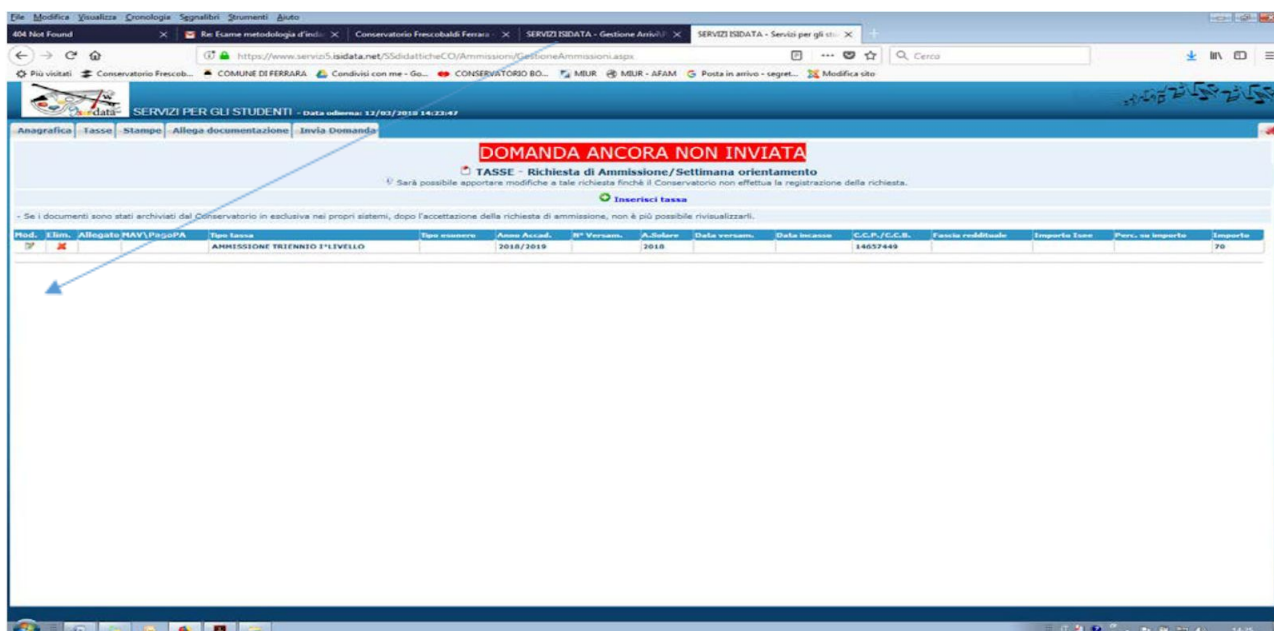 File Modifica Visualizza Cronologia Segnalibri Strumenti Aiuto
404 Not Found Re: Esame metodologia d'inda Conservatorio Frescobaldi Ferrara SERVIZI ISIDATA - Gestione Arrivi SERVIZI ISIDATA - Servizi per gli stu
https://www.servizi5.isidata.net/SSdidatticheCO/Ammissioni/GestioneAmmissioni.aspx Cerca
Più visitati Conservatorio Frescob... COMUNE DI FERRARA Condivisi con me - Go... CONSERVATORIO BO... MIUR MIUR - AFAM Posta in arrivo - segret... Modifica sito
SERVIZI PER GLI STUDENTI - Data odierna: 12/03/2018 14:23:47
Anagrafica Tasse Stampe Allega documentazione Invia Domanda
DOMANDA ANCORA NON INVIATA
TASSE - Richiesta di Ammissione/Settimana orientamento
Sarà possibile apportare modifiche a tale richiesta finchè il Conservatorio non effettua la registrazione della richiesta.
Inserisci tassa
- Se i documenti sono stati archiviati dal Conservatorio in esclusiva nei propri sistemi, dopo l'accettazione della richiesta di ammissione, non è più possibile rivisualizzarli.
Mod. Elim. Allegato MAV\PagoPA Tipo tassa Tipo esonero Anno Accad. N° Versam. A.Solare Data versam. Data incasso C.C.P./C.C.B. Fascia reddituale Importo Isee Perc. su importo Importo
AMMISSIONE TRIENNIO I°LIVELLO 2018/2019 2018 14657449 70